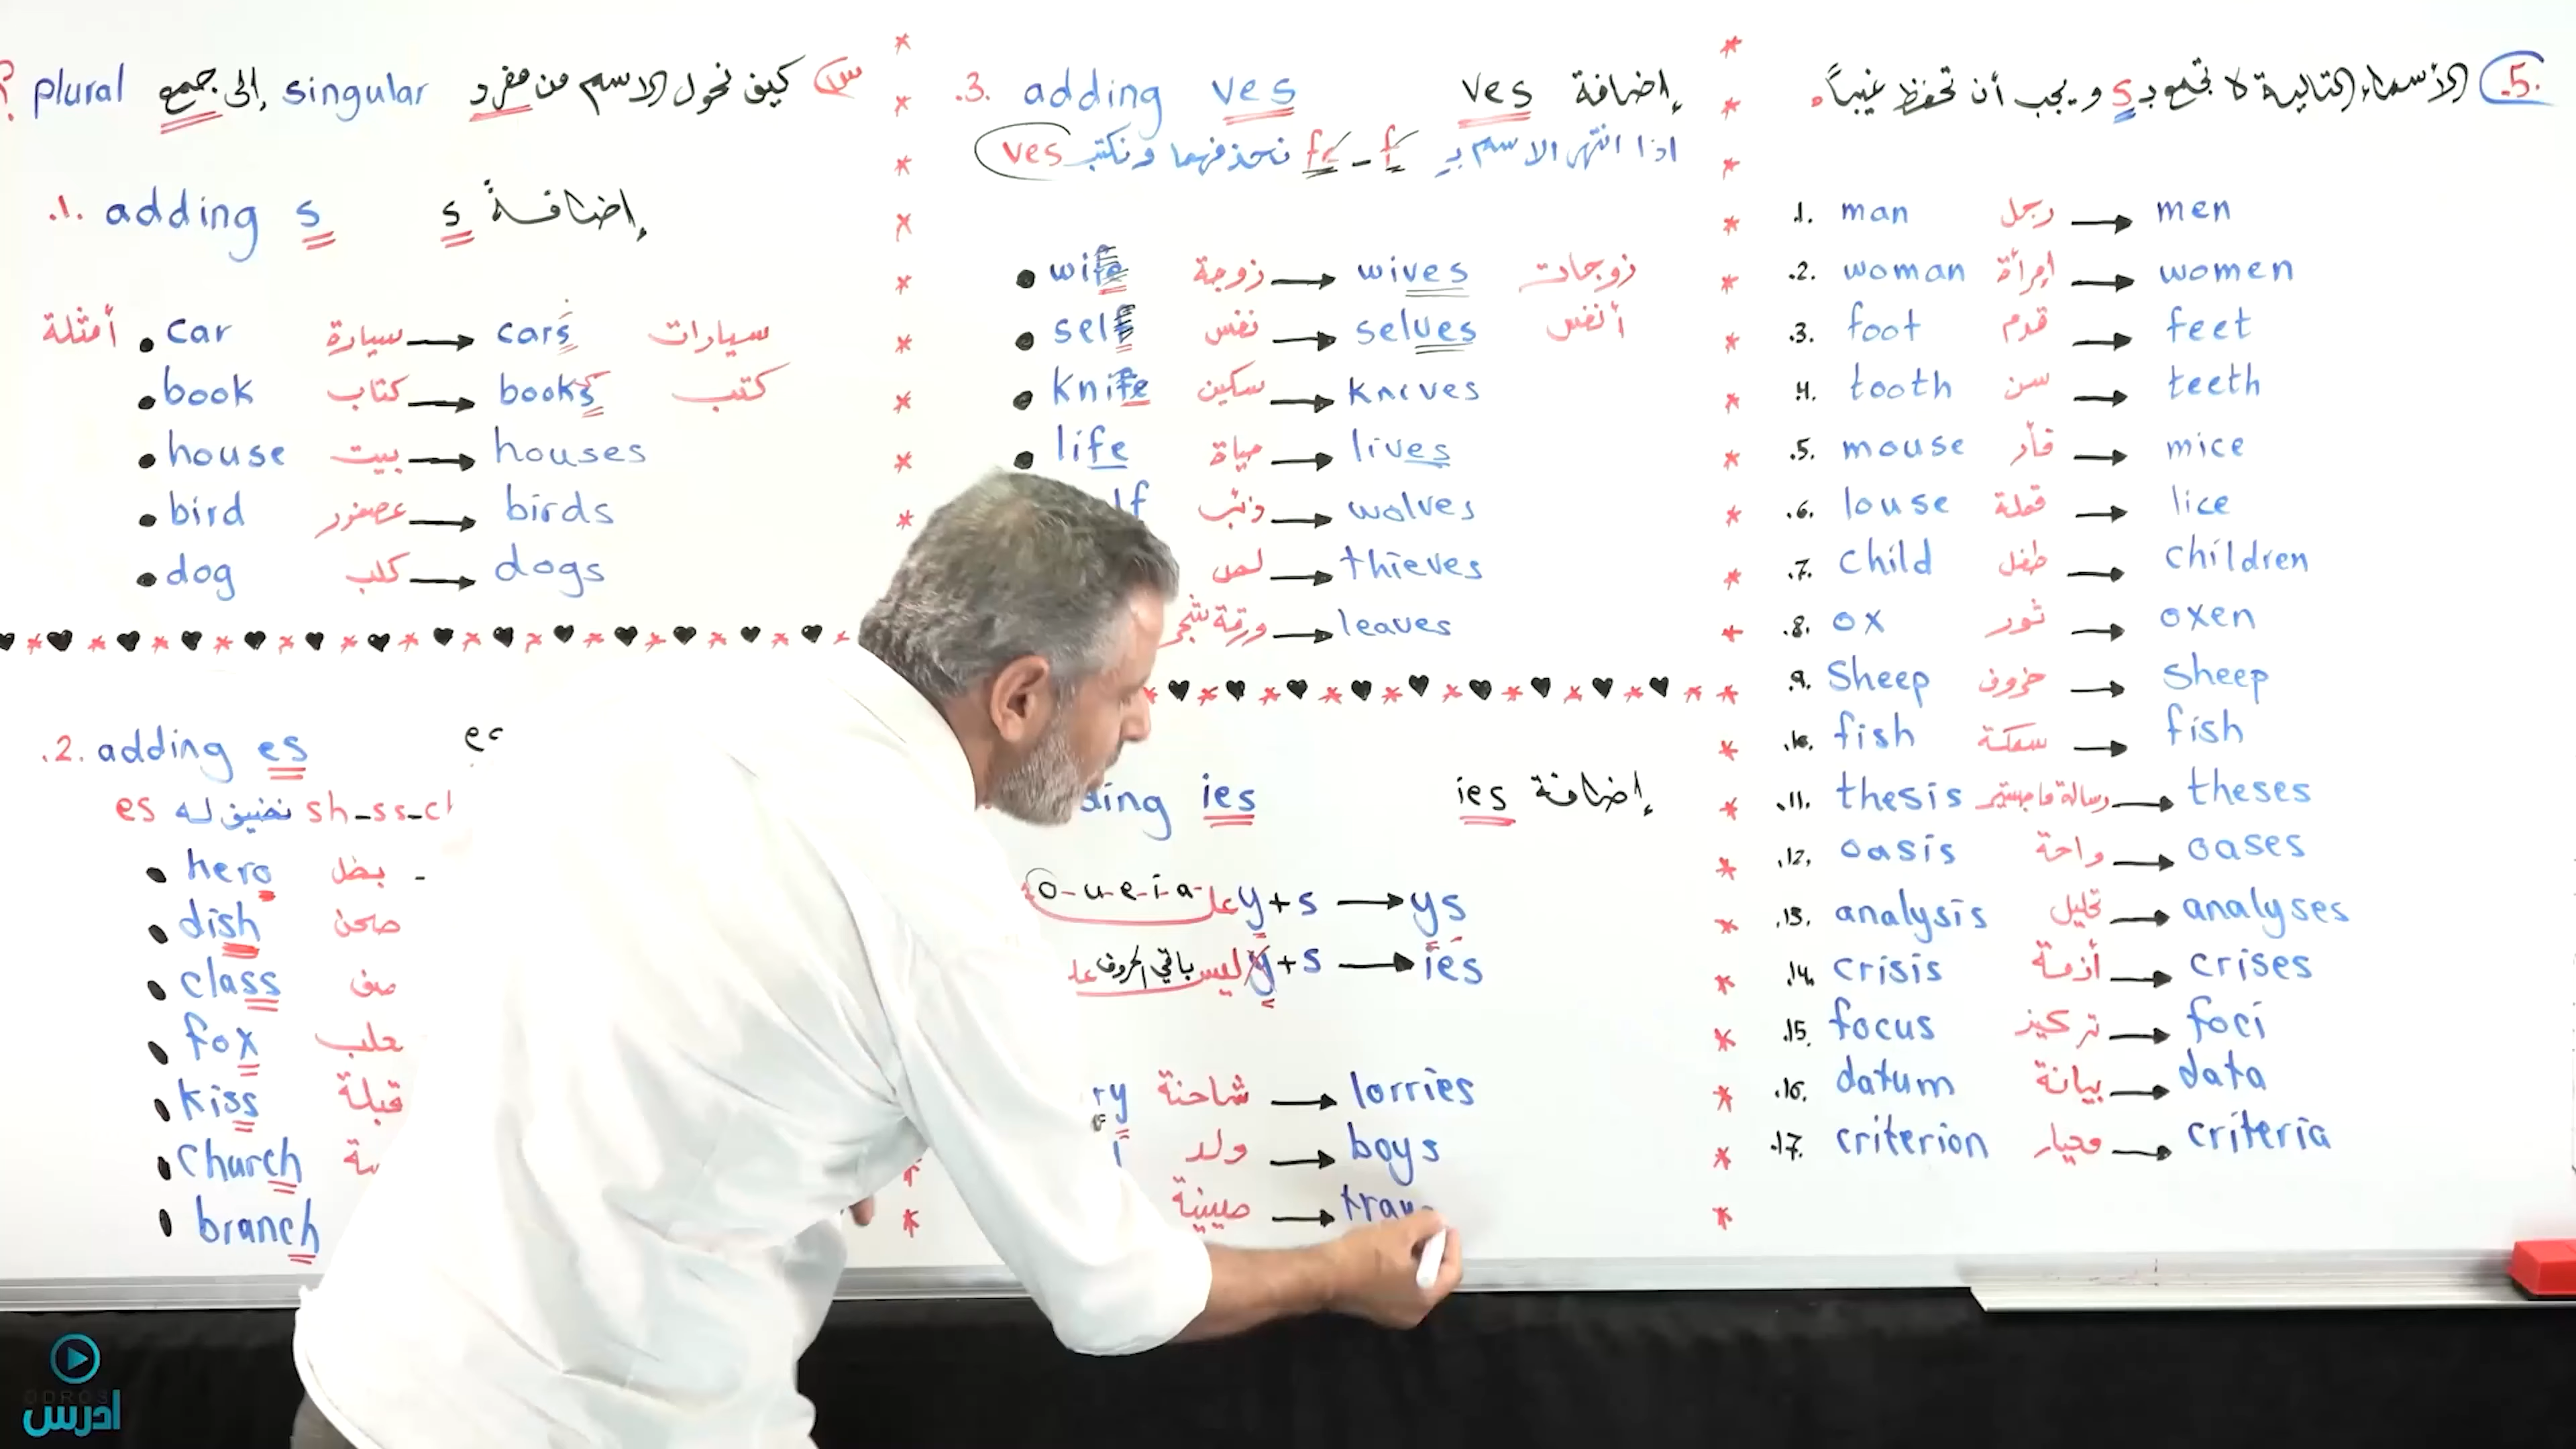 س كيف نحول الاسم من مفرد singular إلى جمع plural ؟
.1. adding s إضافة s
أمثلة
• car سيارة → cars سيارات
• book كتاب → books كتب
• house بيت → houses
• bird عصفور → birds
• dog كلب → dogs
.2. adding es
sh-ss- نضيف له es
• hero بطل
• dish صحن
• class صف
• fox
• kiss قبلة
• church
• branch
.3. adding ves إضافة ves
اذا انتهى الاسم بـ f - fe نحذفهما ونكتب ves
• wife زوجة → wives زوجات
• self نفس → selves أنفس
• knife سكين → knives
• life حياة → lives
ذئب → wolves
لص → thieves
ورقة شجر → leaves
ies إضافة ies
o-u-e-i-a y+s → ys
ليس باقي الحروف y+s → ies
شاحنة → lorries
ولد → boys
صينية →
.5. الأسماء التالية لا تجمع بـ s و يجب أن تحفظ غيباً.
.1. man رجل → men
.2. woman إمرأة → women
.3. foot قدم → feet
.4. tooth سن → teeth
.5. mouse فأر → mice
.6. louse قملة → lice
.7. child طفل → children
.8. ox ثور → oxen
.9. sheep خروف → sheep
.10. fish سمكة → fish
.11. thesis رسالة ماجستير → theses
.12. oasis واحة → oases
.13. analysis تحليل → analyses
.14. crisis أزمة → crises
.15. focus تركيز → foci
.16. datum بيانة → data
.17. criterion معيار → criteria
ادرس